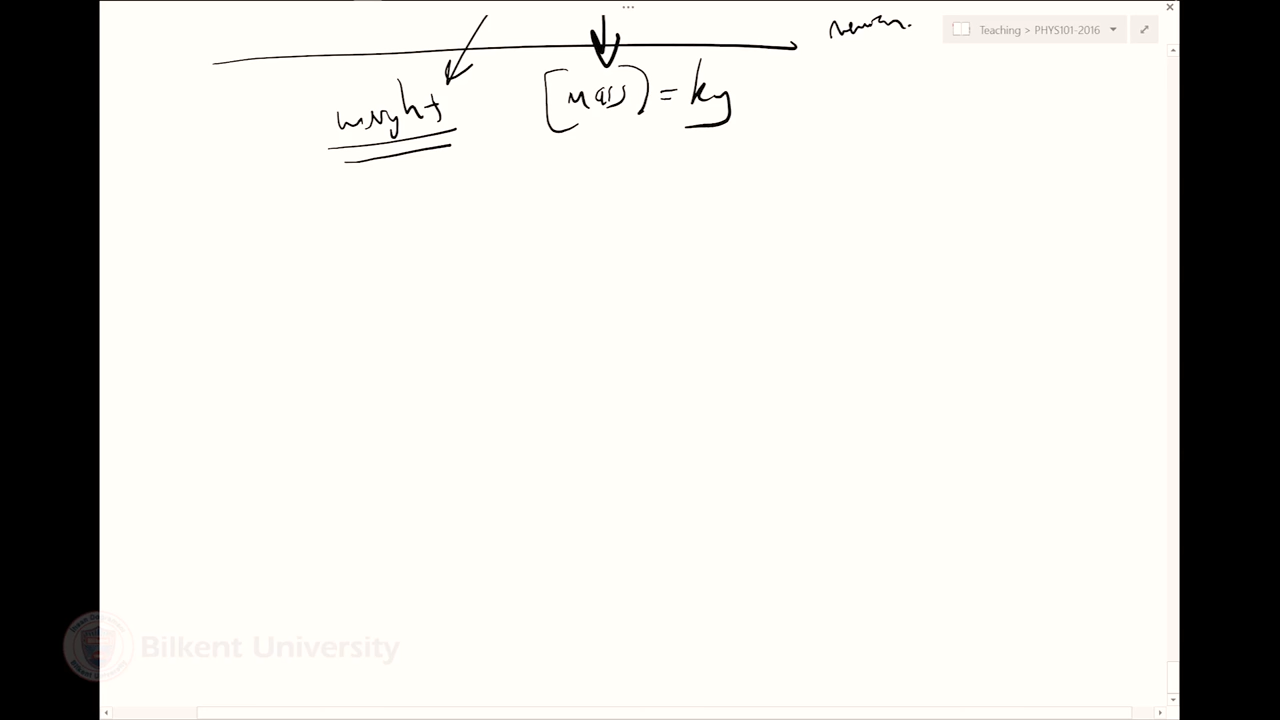 Teaching > PHYS101-2016
weight [mass] = kg
Bilkent University